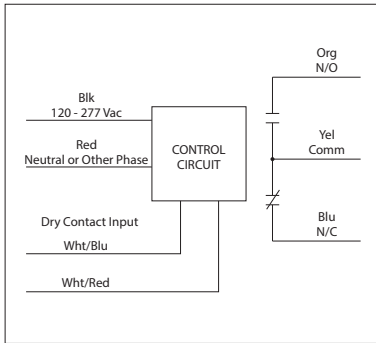 Org
N/O
Blk
120 - 277 Vac
Red
Neutral or Other Phase
CONTROL
CIRCUIT
Yel
Comm
Dry Contact Input
Wht/Blu
Blu
N/C
Wht/Red